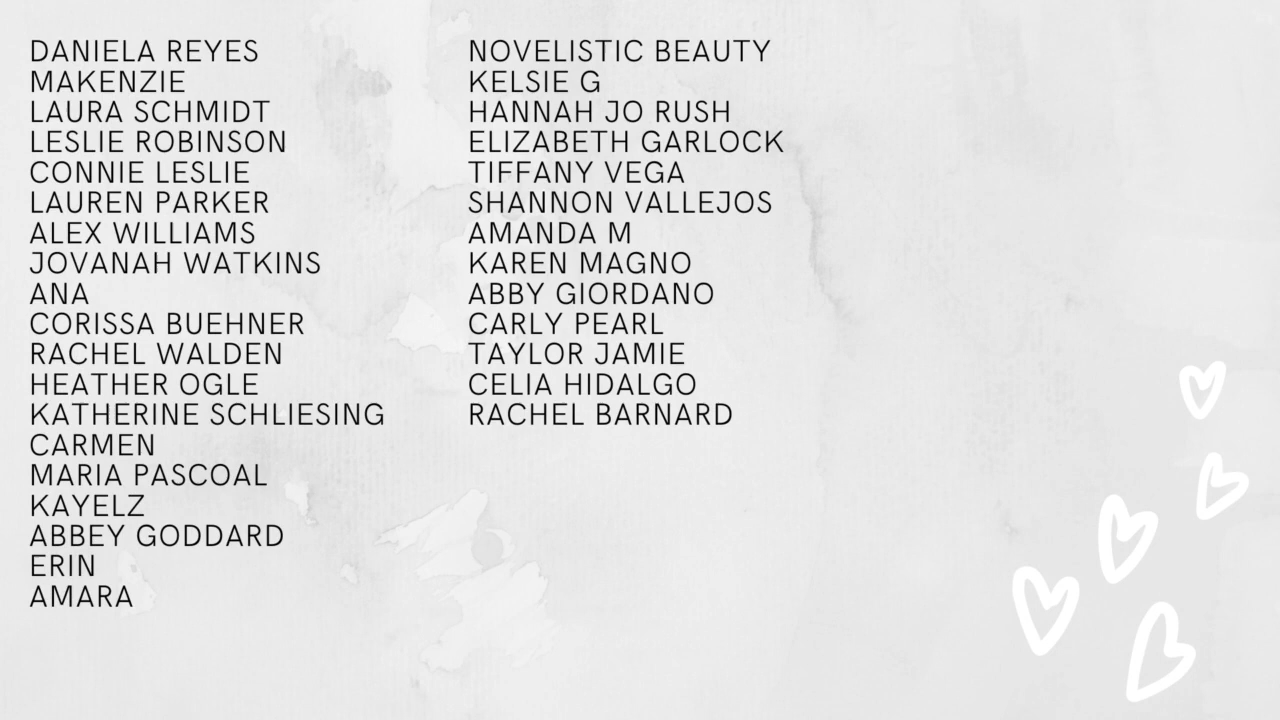 DANIELA REYES
MAKENZIE
LAURA SCHMIDT
LESLIE ROBINSON
CONNIE LESLIE
LAUREN PARKER
ALEX WILLIAMS
JOVANAH WATKINS
ANA
CORISSA BUEHNER
RACHEL WALDEN
HEATHER OGLE
KATHERINE SCHLIESING
CARMEN
MARIA PASCOAL
KAYELZ
ABBEY GODDARD
ERIN
AMARA
NOVELISTIC BEAUTY
KELSIE G
HANNAH JO RUSH
ELIZABETH GARLOCK
TIFFANY VEGA
SHANNON VALLEJOS
AMANDA M
KAREN MAGNO
ABBY GIORDANO
CARLY PEARL
TAYLOR JAMIE
CELIA HIDALGO
RACHEL BARNARD